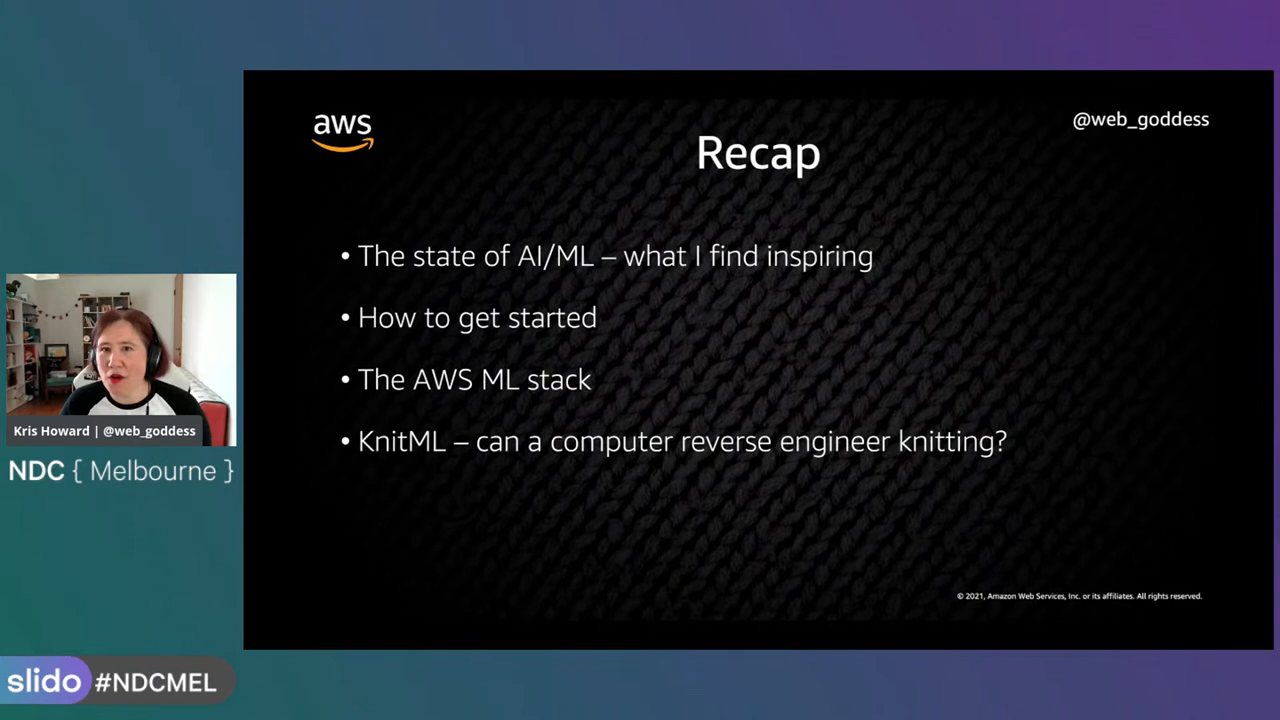 aws
@web_goddess
Recap
• The state of AI/ML – what I find inspiring
• How to get started
• The AWS ML stack
• KnitML – can a computer reverse engineer knitting?
© 2021, Amazon Web Services, Inc. or its affiliates. All rights reserved.
Kris Howard | @web_goddess
NDC { Melbourne }
slido #NDCMEL